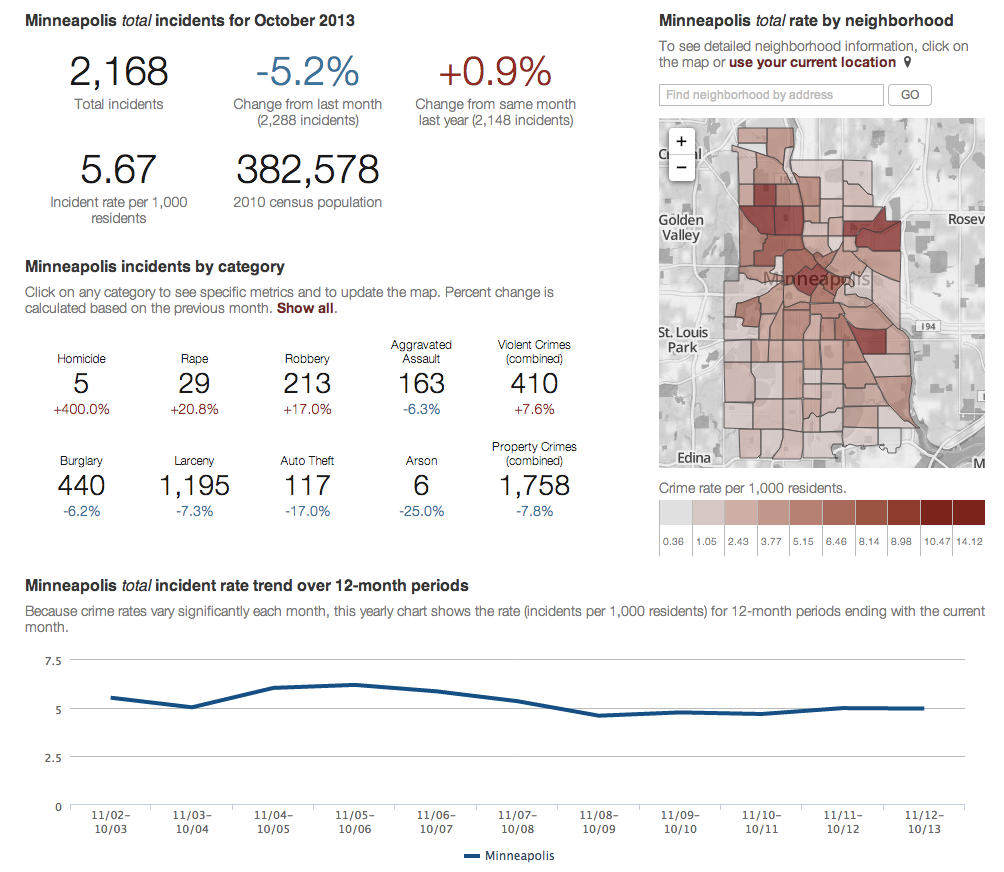 Minneapolis total incidents for October 2013
2,168
Total incidents
-5.2%
Change from last month
(2,288 incidents)
+0.9%
Change from same month
last year (2,148 incidents)
5.67
Incident rate per 1,000
residents
382,578
2010 census population
Minneapolis incidents by category
Click on any category to see specific metrics and to update the map. Percent change is
calculated based on the previous month. Show all.
Homicide
5
+400.0%
Rape
29
+20.8%
Robbery
213
+17.0%
Aggravated
Assault
163
-6.3%
Violent Crimes
(combined)
410
+7.6%
Burglary
440
-6.2%
Larceny
1,195
-7.3%
Auto Theft
117
-17.0%
Arson
6
-25.0%
Property Crimes
(combined)
1,758
-7.8%
Minneapolis total rate by neighborhood
To see detailed neighborhood information, click on
the map or use your current location
Find neighborhood by address
GO
+
−
Golden
Valley
Rosev
Minneapolis
St. Louis
Park
I94
Edina
M
Crime rate per 1,000 residents.
0.36 1.05 2.43 3.77 5.15 6.46 8.14 8.98 10.47 14.12
Minneapolis total incident rate trend over 12-month periods
Because crime rates vary significantly each month, this yearly chart shows the rate (incidents per 1,000 residents) for 12-month periods ending with the current
month.
7.5
5
2.5
0
11/02-
10/03
11/03-
10/04
11/04-
10/05
11/05-
10/06
11/06-
10/07
11/07-
10/08
11/08-
10/09
11/09-
10/10
11/10-
10/11
11/11-
10/12
11/12-
10/13
Minneapolis